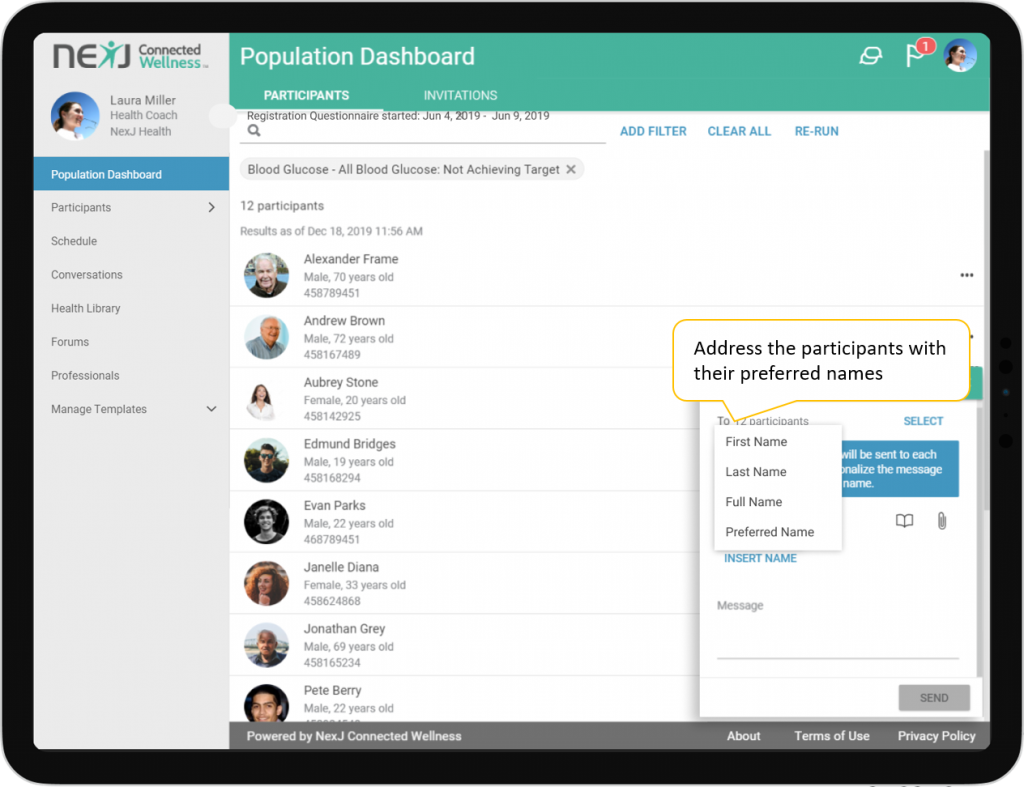 NEXJ Connected
Wellness
Laura Miller
Health Coach
NexJ Health
Population Dashboard
Participants
Schedule
Conversations
Health Library
Forums
Professionals
Manage Templates
Population Dashboard
1
PARTICIPANTS
INVITATIONS
Registration Questionnaire started: Jun 4, 2019 - Jun 9, 2019
ADD FILTER
CLEAR ALL
RE-RUN
Blood Glucose - All Blood Glucose: Not Achieving Target
12 participants
Results as of Dec 18, 2019 11:56 AM
Alexander Frame
Male, 70 years old
458789451
Andrew Brown
Male, 72 years old
458167489
Aubrey Stone
Female, 20 years old
458142925
Edmund Bridges
Male, 19 years old
458168294
Evan Parks
Male, 22 years old
468789451
Janelle Diana
Female, 33 years old
458624868
Jonathan Grey
Male, 69 years old
458165234
Pete Berry
Male, 22 years old
Address the participants with
their preferred names
To 12 participants
SELECT
will be sent to each
the message
name.
First Name
Last Name
Full Name
Preferred Name
INSERT NAME
Message
SEND
Powered by NexJ Connected Wellness
About
Terms of Use
Privacy Policy